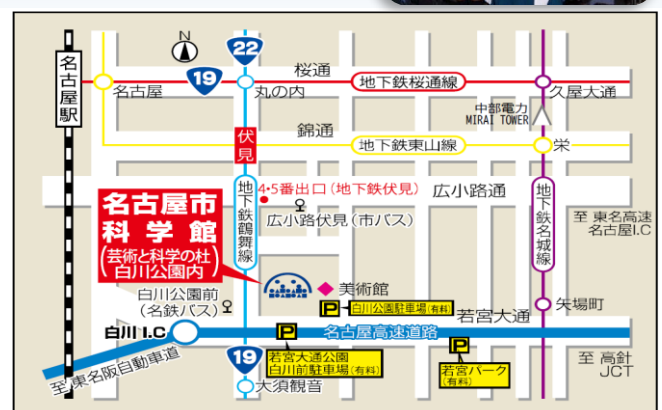 N
22
19
桜通
地下鉄桜通線
名古屋駅
名古屋
丸の内
久屋大通
中部電力
MIRAI TOWER
錦通
地下鉄東山線
栄
伏見
4・5番出口(地下鉄伏見)
広小路通
地下鉄鶴舞線
広小路伏見(市バス)
地下鉄名城線
至 東名高速
名古屋I.C
名古屋市
科学館
(芸術と科学の杜
白川公園内)
白川公園前
(名鉄バス)
美術館
P
白川公園駐車場(有料)
若宮大通
矢場町
白川 I.C.
名古屋高速道路
P
若宮大通公園
白川前駐車場(有料)
P
若宮パーク
(有料)
至 高針
JCT
至 東名阪自動車道
19
大須観音